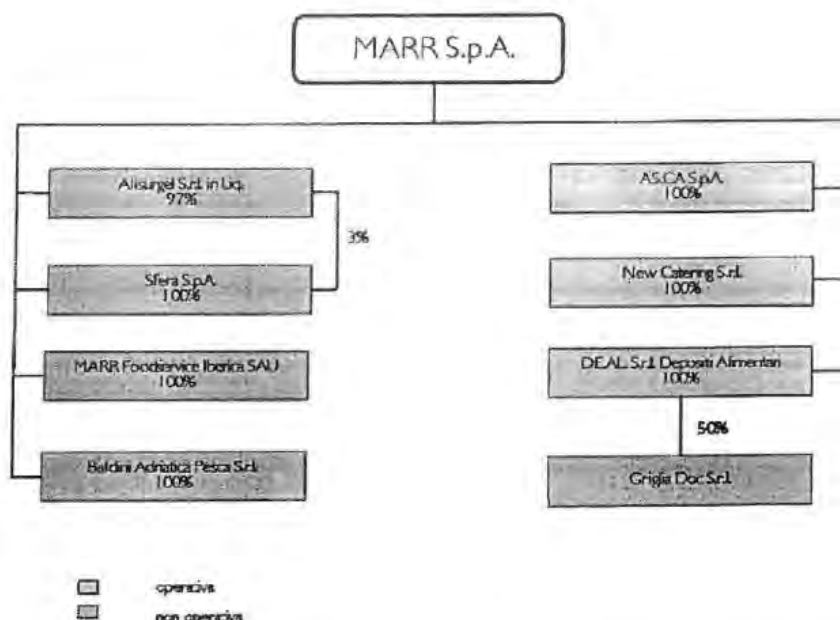 MARR S.p.A.
Alisurgel S.r.l. in Liq.
97%
3%
Sfera S.p.A.
100%
MARR Foodservice Iberica SAU
100%
Baldini Adriatica Pesca S.r.l.
100%
AS.CA S.p.A.
100%
New Catering S.r.l.
100%
DE.AL. S.r.l. Depositi Alimentari
100%
50%
Griglia Doc S.r.l.
operativa
non operativa